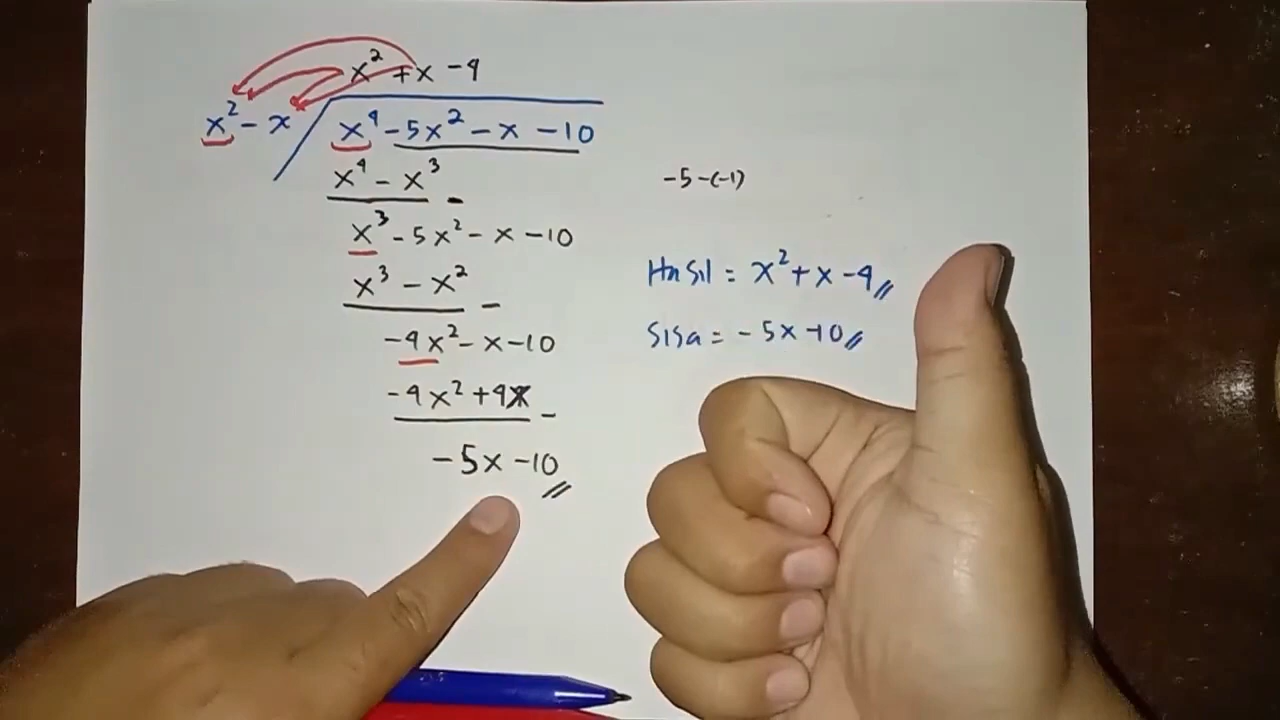 x² + x - 4
x² - x / x⁴ - 5x² - x - 10
x⁴ - x³ -
x³ - 5x² - x - 10
x³ - x² -
-4x² - x - 10
-4x² + 4x -
-5x - 10
-5-(-1)
Hasil = x² + x - 4
Sisa = - 5x - 10